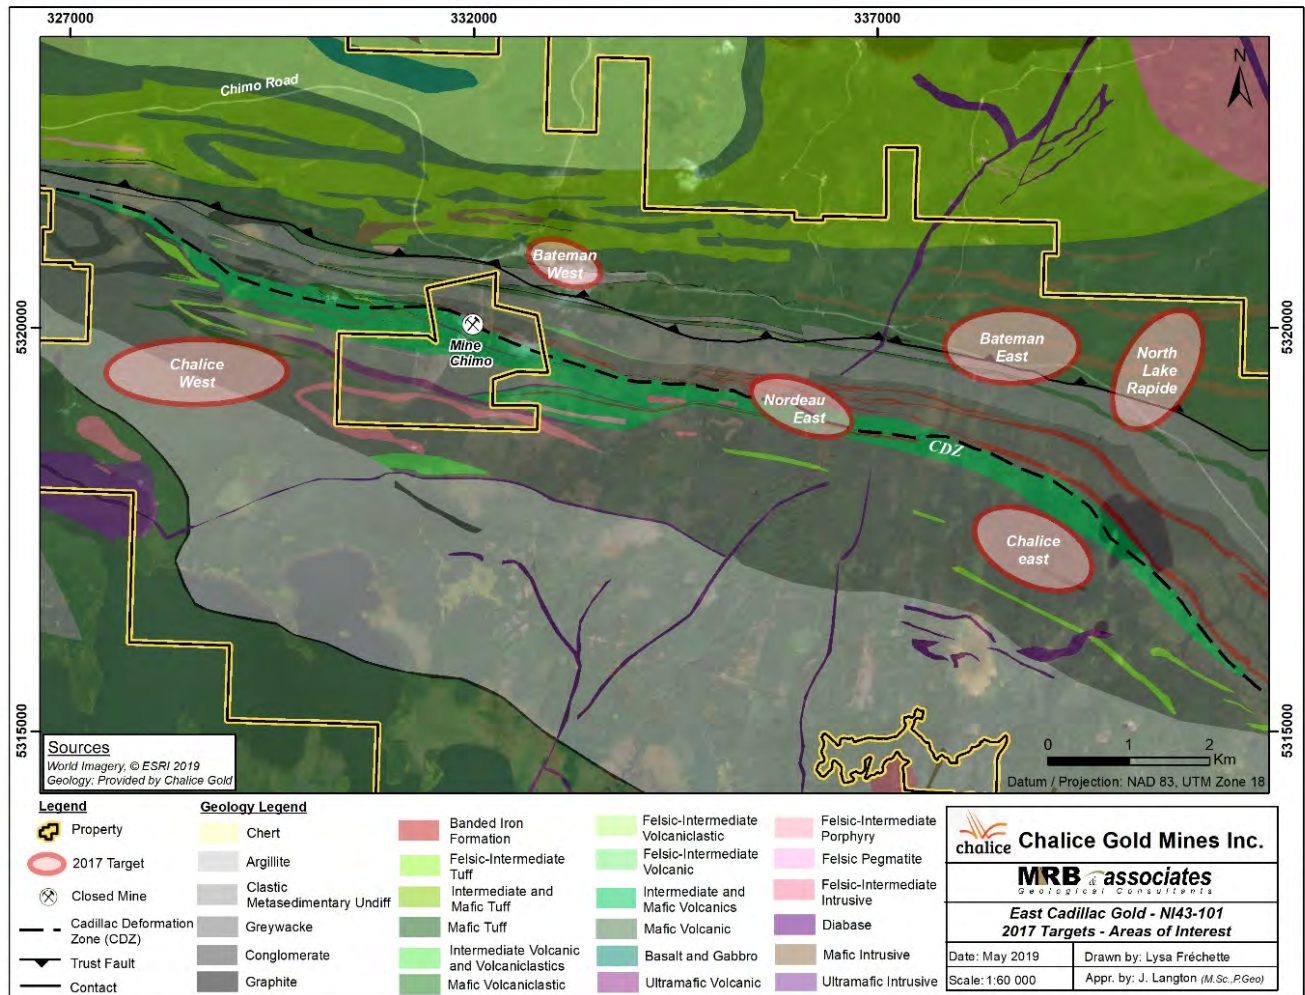 327000
332000
337000
N
Chimo Road
Bateman
West
5320000
5320000
Mine
Chimo
Chalice
West
Bateman
East
North
Lake
Rapide
Nordeau
East
CDZ
Chalice
east
5315000
5315000
Sources
World Imagery, © ESRI 2019
Geology: Provided by Chalice Gold
0 1 2
Km
Datum / Projection: NAD 83, UTM Zone 18
Legend
Property
2017 Target
Closed Mine
Cadillac Deformation
Zone (CDZ)
Trust Fault
Contact
Geology Legend
Chert
Argillite
Clastic
Metasedimentary Undiff
Greywacke
Conglomerate
Graphite
Banded Iron
Formation
Felsic-Intermediate
Tuff
Intermediate and
Mafic Tuff
Mafic Tuff
Intermediate Volcanic
and Volcaniclastics
Mafic Volcaniclastic
Felsic-Intermediate
Volcaniclastic
Felsic-Intermediate
Volcanic
Intermediate and
Mafic Volcanics
Mafic Volcanic
Basalt and Gabbro
Ultramafic Volcanic
Felsic-Intermediate
Porphyry
Felsic Pegmatite
Felsic-Intermediate
Intrusive
Diabase
Mafic Intrusive
Ultramafic Intrusive
chalice
Chalice Gold Mines Inc.
MRB & associates
Geological Consultants
East Cadillac Gold - NI43-101
2017 Targets - Areas of Interest
Date: May 2019
Drawn by: Lysa Fréchette
Scale: 1:60 000
Appr. by: J. Langton (M.Sc.,P.Geo)